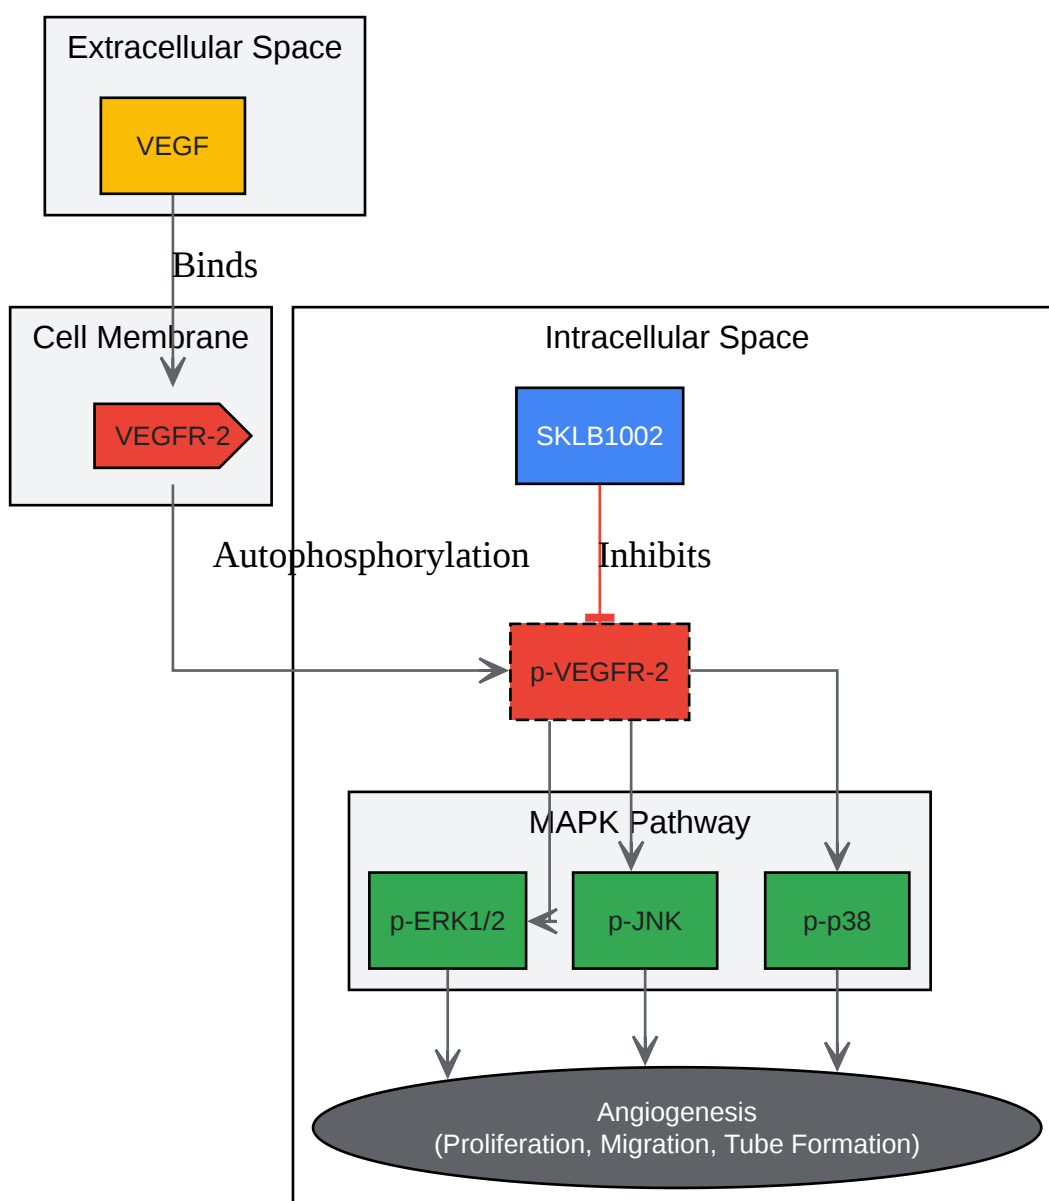 Extracellular Space
VEGF
Binds
Cell Membrane
Intracellular Space
VEGFR-2
SKLB1002
Autophosphorylation
Inhibits
p-VEGFR-2
MAPK Pathway
p-ERK1/2
p-JNK
p-p38
Angiogenesis
(Proliferation, Migration, Tube Formation)